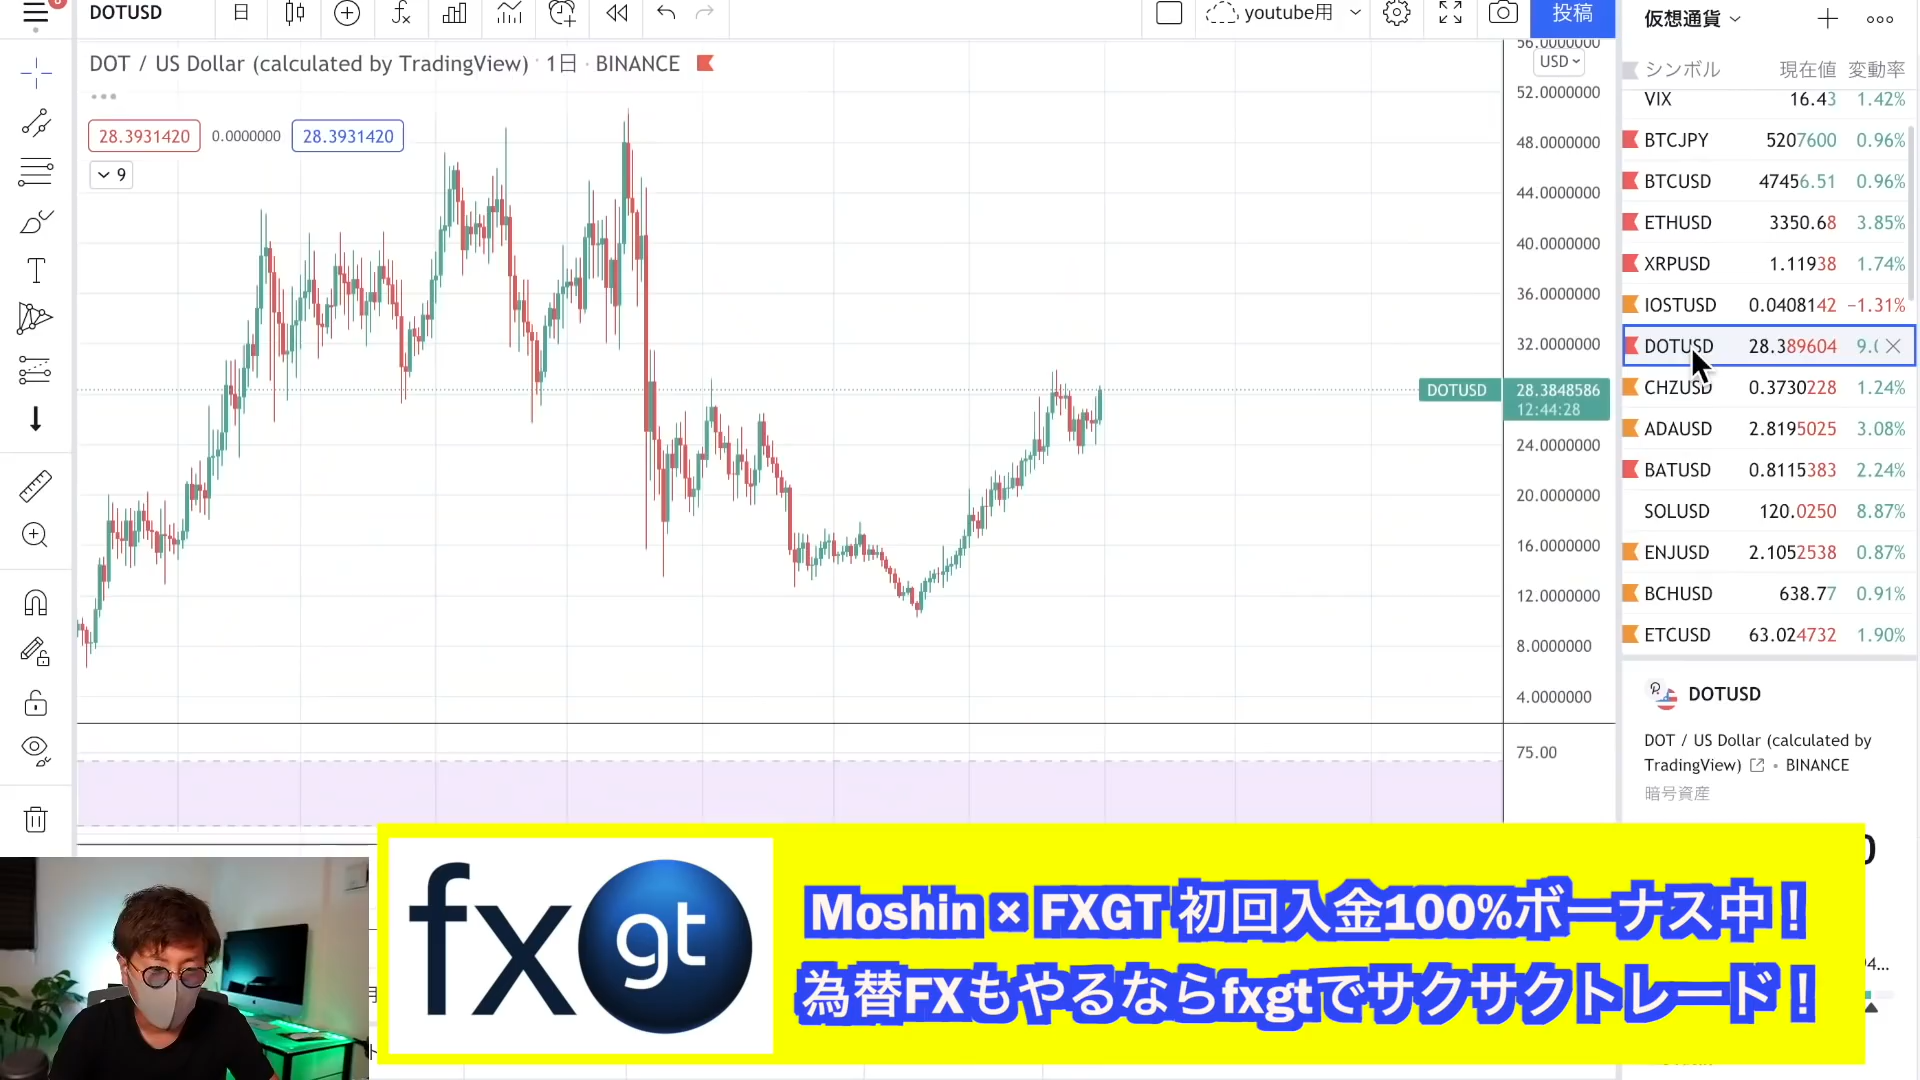 DOTUSD
日
youtube用
投稿
仮想通貨
DOT / US Dollar (calculated by TradingView) · 1日 · BINANCE
28.3931420 0.0000000 28.3931420
9
56.0000000
USD
52.0000000
48.0000000
44.0000000
40.0000000
36.0000000
32.0000000
DOTUSD 28.3848586
12:44:28
24.0000000
20.0000000
16.0000000
12.0000000
8.0000000
4.0000000
75.00
シンボル 現在値 変動率
VIX 16.43 1.42%
BTCJPY 5207600 0.96%
BTCUSD 47456.51 0.96%
ETHUSD 3350.68 3.85%
XRPUSD 1.11938 1.74%
IOSTUSD 0.0408142 −1.31%
DOTUSD 28.389604 9.
CHZUSD 0.3730228 1.24%
ADAUSD 2.8195025 3.08%
BATUSD 0.8115383 2.24%
SOLUSD 120.0250 8.87%
ENJUSD 2.1052538 0.87%
BCHUSD 638.77 0.91%
ETCUSD 63.024732 1.90%
DOTUSD
DOT / US Dollar (calculated by
TradingView) • BINANCE
暗号資産
fx gt
Moshin × FXGT 初回入金100%ボーナス中！
為替FXもやるならfxgtでサクサクトレード！